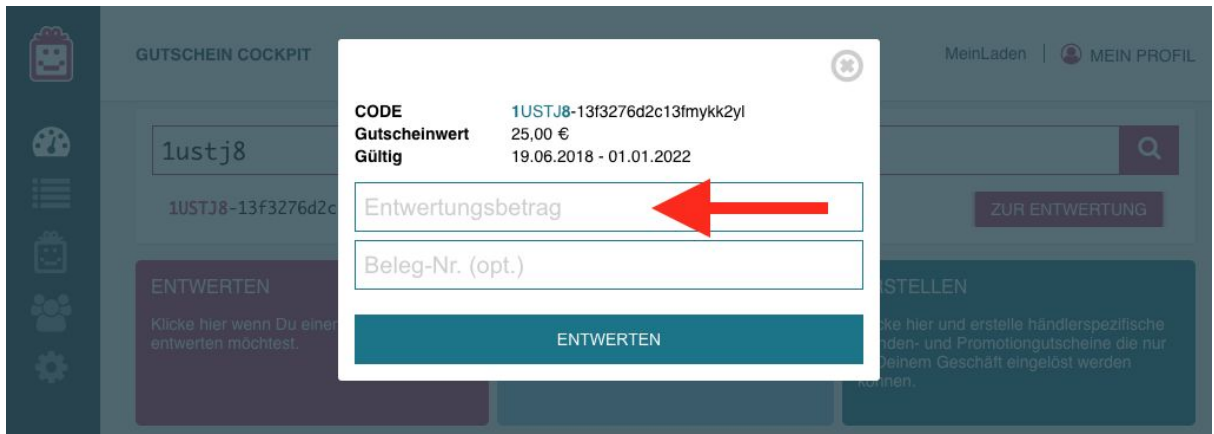 GUTSCHEIN COCKPIT
MeinLaden | MEIN PROFIL
1ustj8
1USTJ8-13f3276d2c
ZUR ENTWERTUNG
CODE 1USTJ8-13f3276d2c13fmykk2yl
Gutscheinwert 25,00 €
Gültig 19.06.2018 - 01.01.2022
Entwertungsbetrag
Beleg-Nr. (opt.)
ENTWERTEN
ENTWERTEN
Klicke hier wenn Du einen
entwerten möchtest.
STELLEN
cke hier und erstelle händlerspezifische
nden- und Promotiongutscheine die nur
Deinem Geschäft eingelöst werden
können.